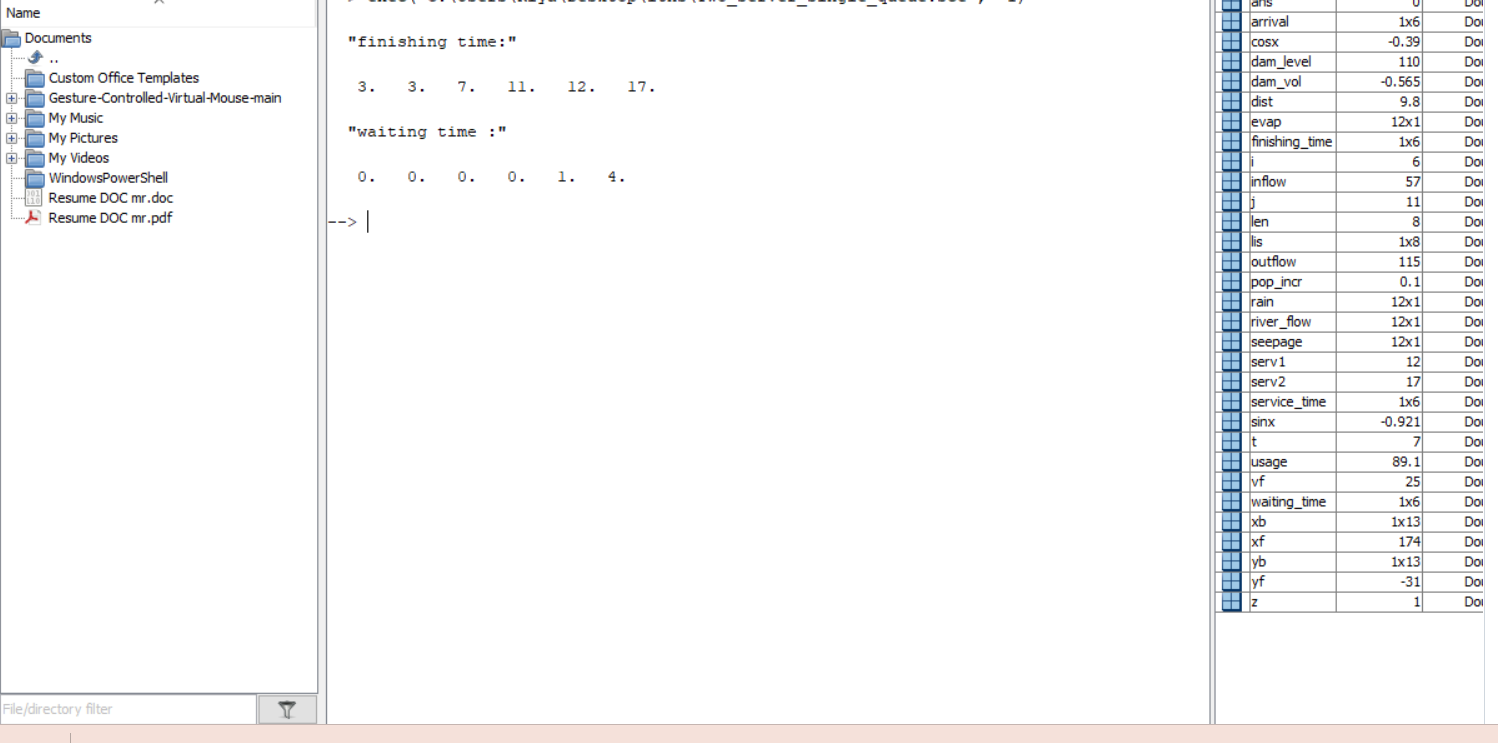 Name
Documents
..
Custom Office Templates
Gesture-Controlled-Virtual-Mouse-main
My Music
My Pictures
My Videos
WindowsPowerShell
Resume DOC mr.doc
Resume DOC mr.pdf
File/directory filter
"finishing time:"
3. 3. 7. 11. 12. 17.
"waiting time :"
0. 0. 0. 0. 1. 4.
-->
ans 0
arrival 1x6
cosx -0.39
dam_level 110
dam_vol -0.565
dist 9.8
evap 12x1
finishing_time 1x6
i 6
inflow 57
j 11
len 8
lis 1x8
outflow 115
pop_incr 0.1
rain 12x1
river_flow 12x1
seepage 12x1
serv1 12
serv2 17
service_time 1x6
sinx -0.921
t 7
usage 89.1
vf 25
waiting_time 1x6
xb 1x13
xf 174
yb 1x13
yf -31
z 1